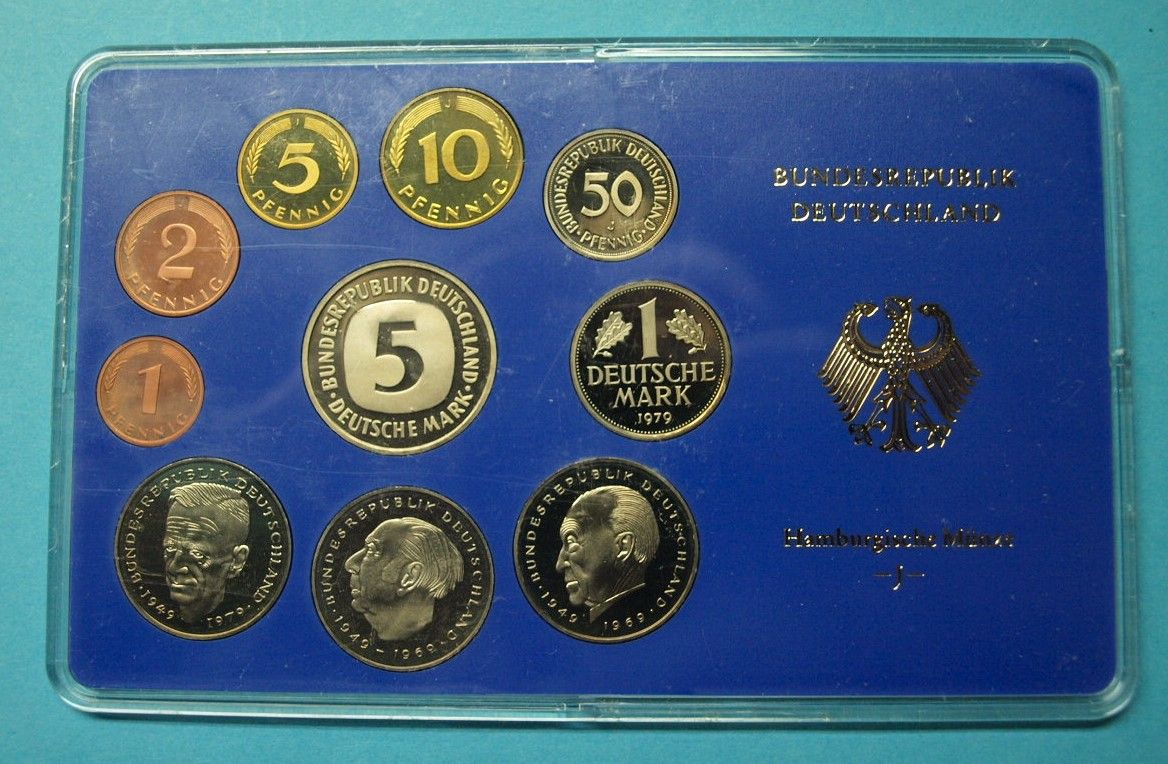 J
5
PFENNIG
J
10
PFENNIG
BUNDESREPUBLIK DEUTSCHLAND
50
J
PFENNIG
2
PFENNIG
BUNDESREPUBLIK DEUTSCHLAND
5
DEUTSCHE MARK
1
DEUTSCHE
MARK
1979
1
PFENNIG
BUNDESREPUBLIK DEUTSCHLAND
1949 · 1979
BUNDESREPUBLIK DEUTSCHLAND
1949 - 1969
BUNDESREPUBLIK DEUTSCHLAND
1949 · 1969
BUNDESREPUBLIK
DEUTSCHLAND
Hamburgische Münze
– J –